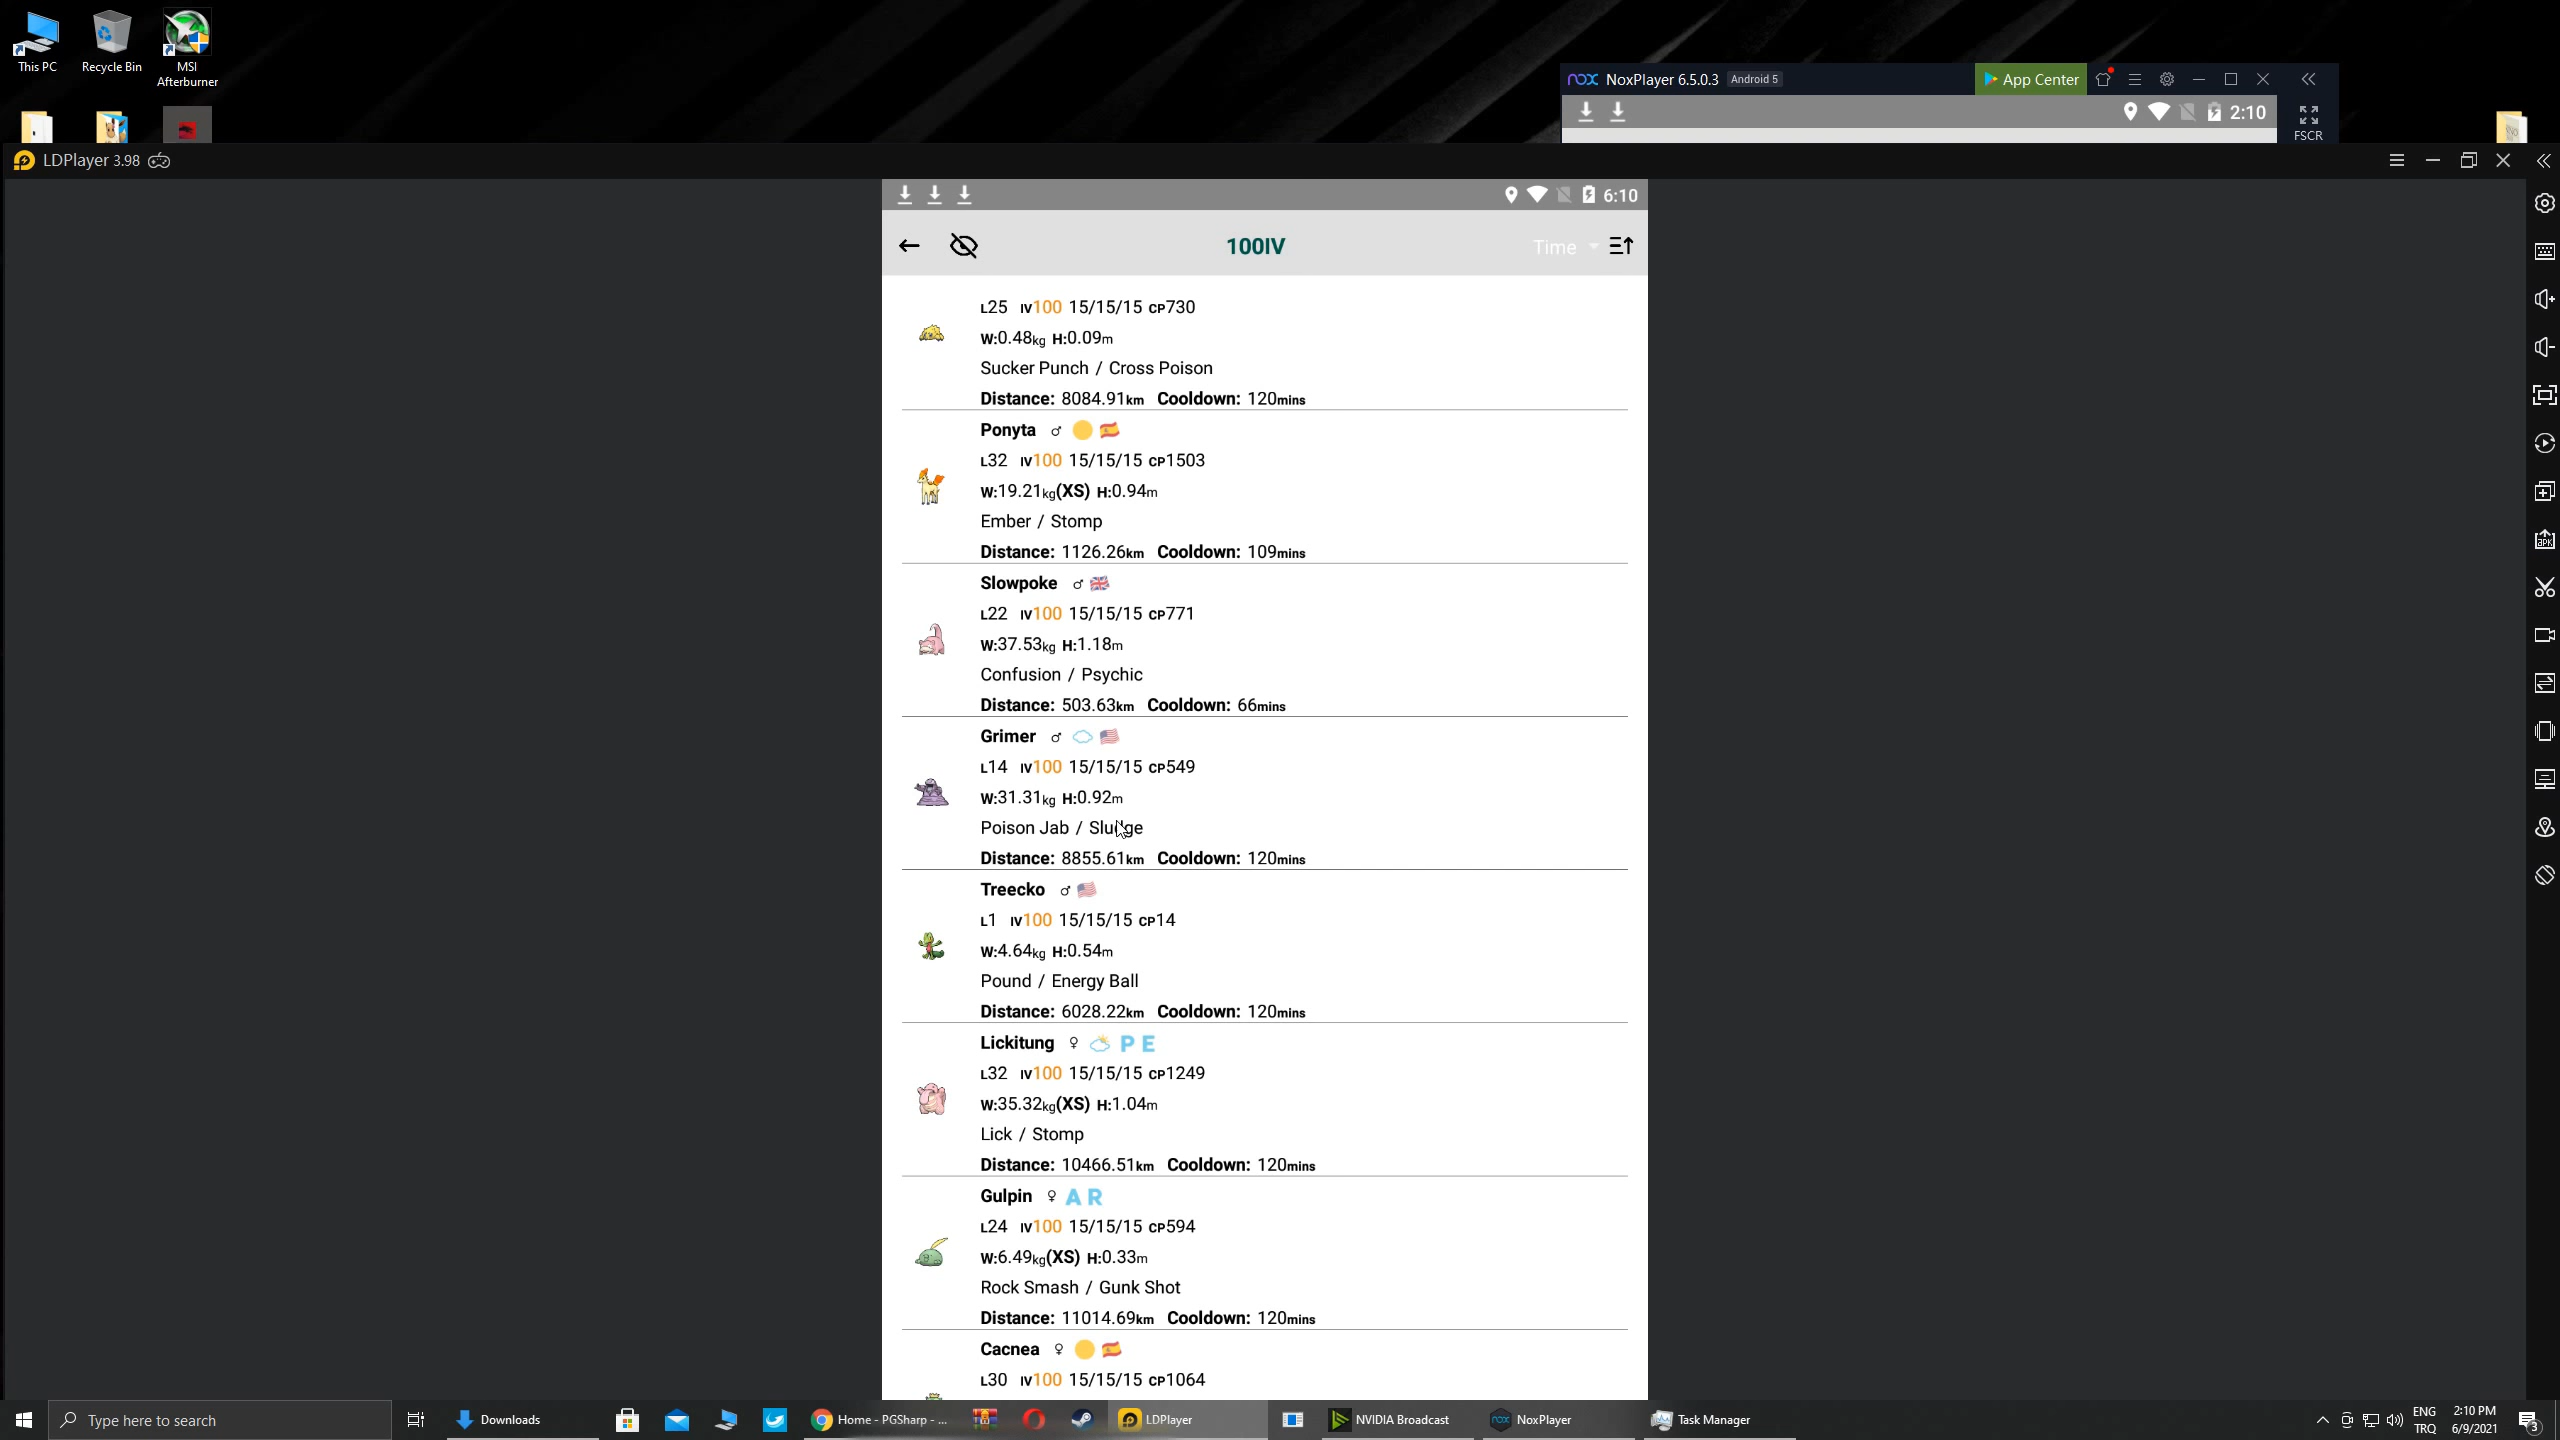 This PC
Recycle Bin
MSI
Afterburner
NOX NoxPlayer 6.5.0.3 Android 5
App Center
2:10
FSCR
LDPlayer 3.98
6:10
100IV
Time
L25 IV100 15/15/15 CP730
W:0.48kg H:0.09m
Sucker Punch / Cross Poison
Distance: 8084.91km Cooldown: 120mins
Ponyta ♂
L32 IV100 15/15/15 CP1503
W:19.21kg(XS) H:0.94m
Ember / Stomp
Distance: 1126.26km Cooldown: 109mins
Slowpoke ♂
L22 IV100 15/15/15 CP771
W:37.53kg H:1.18m
Confusion / Psychic
Distance: 503.63km Cooldown: 66mins
Grimer ♂
L14 IV100 15/15/15 CP549
W:31.31kg H:0.92m
Poison Jab / Sludge
Distance: 8855.61km Cooldown: 120mins
Treecko ♂
L1 IV100 15/15/15 CP14
W:4.64kg H:0.54m
Pound / Energy Ball
Distance: 6028.22km Cooldown: 120mins
Lickitung ♀ P E
L32 IV100 15/15/15 CP1249
W:35.32kg(XS) H:1.04m
Lick / Stomp
Distance: 10466.51km Cooldown: 120mins
Gulpin ♀ A R
L24 IV100 15/15/15 CP594
W:6.49kg(XS) H:0.33m
Rock Smash / Gunk Shot
Distance: 11014.69km Cooldown: 120mins
Cacnea ♀
L30 IV100 15/15/15 CP1064
APK
Type here to search
Downloads
Home - PGSharp - ...
LDPlayer
NVIDIA Broadcast
NoxPlayer
Task Manager
ENG
TRQ
2:10 PM
6/9/2021
3